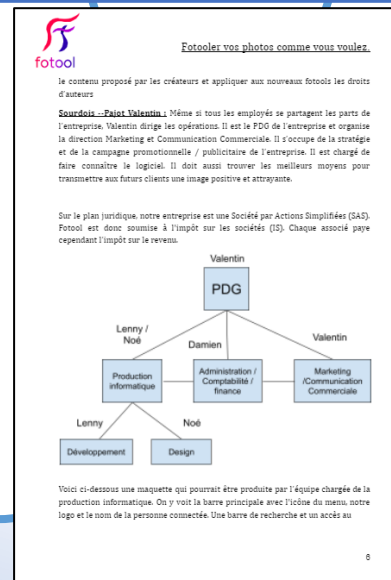 fotool
Fotooler vos photos comme vous voulez.
le contenu proposé par les créateurs et appliquer aux nouveaux fotools les droits
d'auteurs
Sourdois --Pajot Valentin : Même si tous les employés se partagent les parts de
l'entreprise, Valentin dirige les opérations. Il est le PDG de l'entreprise et organise
la direction Marketing et Communication Commerciale. Il s'occupe de la stratégie
et de la campagne promotionnelle / publicitaire de l'entreprise. Il est chargé de
faire connaître le logiciel. Il doit aussi trouver les meilleurs moyens pour
transmettre aux futurs clients une image positive et attrayante.
Sur le plan juridique, notre entreprise est une Société par Actions Simplifiées (SAS).
Fotool est donc soumise à l'impôt sur les sociétés (IS). Chaque associé paye
cependant l'impôt sur le revenu.
Valentin
PDG
Lenny /
Noé
Damien
Valentin
Production
informatique
Administration /
Comptabilité /
finance
Marketing
/Communication
Commerciale
Lenny
Noé
Développement
Design
Voici ci-dessous une maquette qui pourrait être produite par l'équipe chargée de la
production informatique. On y voit la barre principale avec l'icône du menu, notre
logo et le nom de la personne connectée. Une barre de recherche et un accès au
6